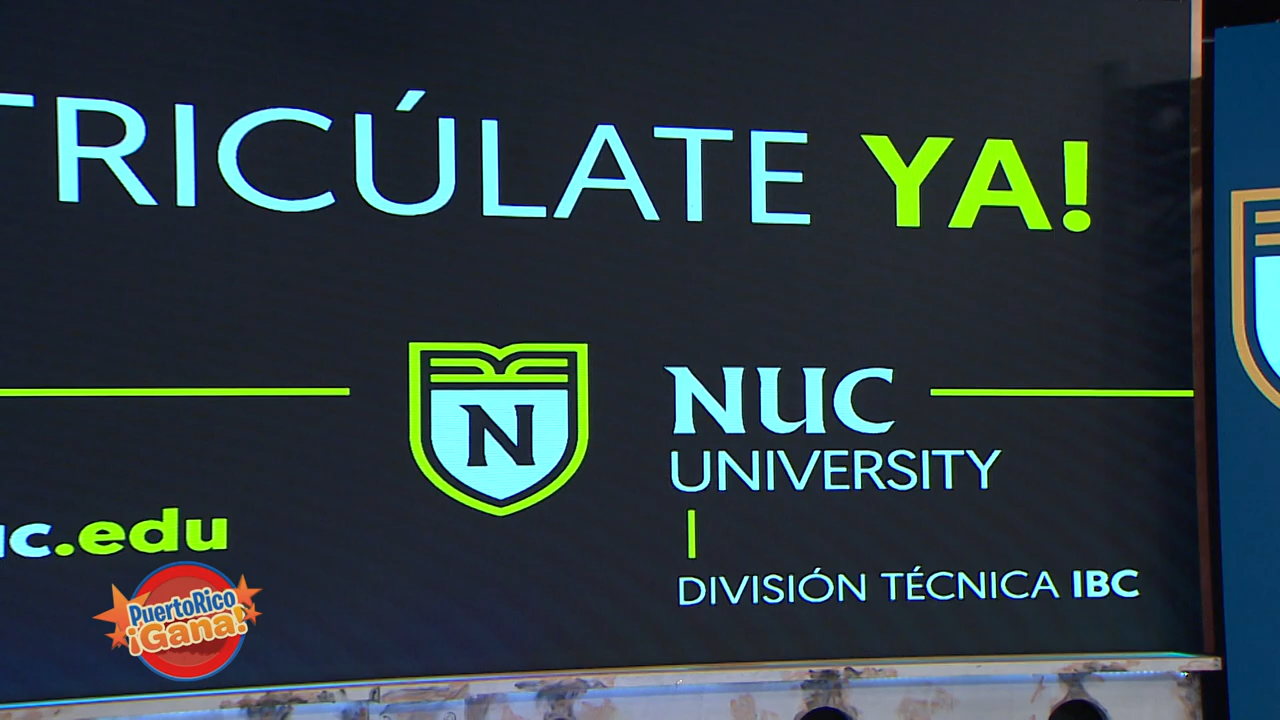 TRICÚLATE YA!
N
NUC
UNIVERSITY
uc.edu
DIVISIÓN TÉCNICA IBC
PuertoRico
¡Gana!